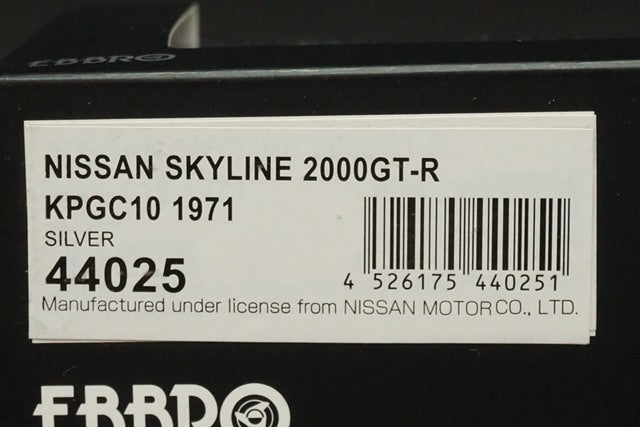 EBBRO
NISSAN SKYLINE 2000GT-R
KPGC10 1971
SILVER
44025
4 526175 440251
Manufactured under license from NISSAN MOTOR CO., LTD.
EBBRO